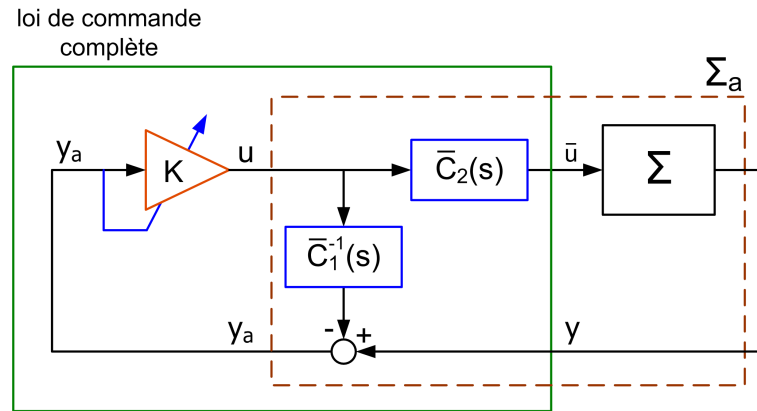 loi de commande
complète
Σₐ
yₐ
K
u
C̅₂(s)
ū
Σ
C̅₁⁻¹(s)
yₐ
-
+
y